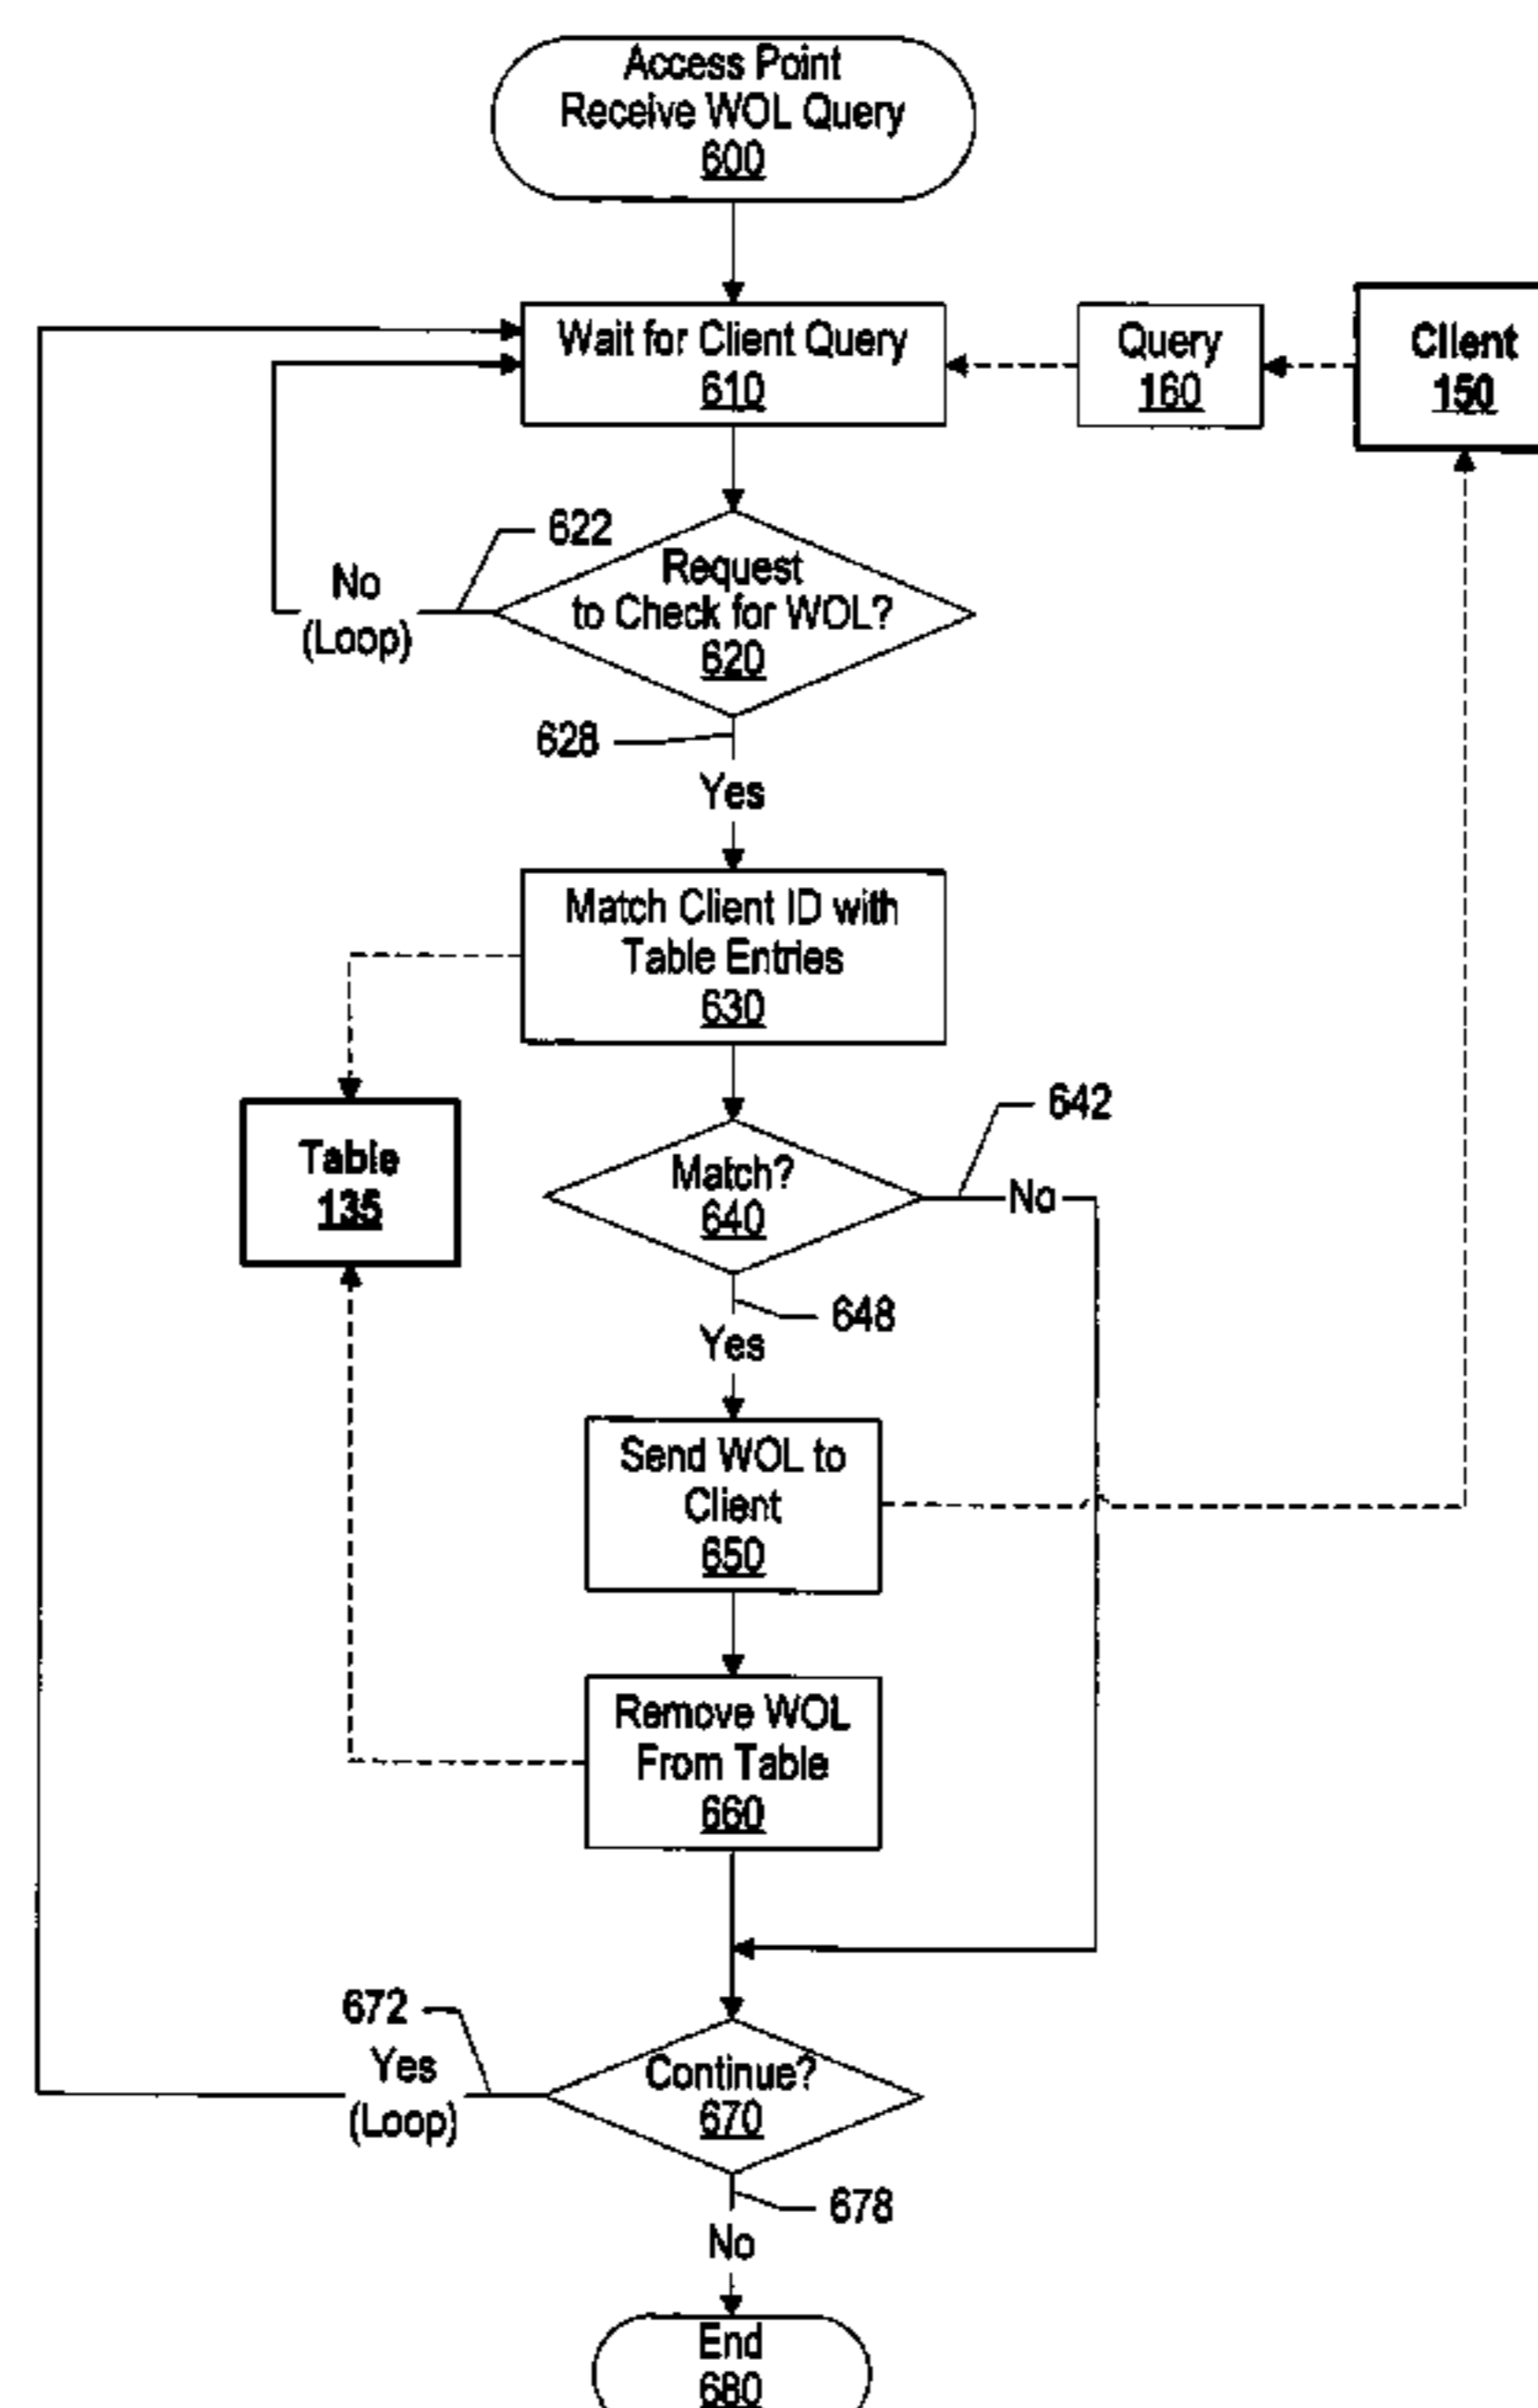 Access Point
Receive WOL Query
600
Wait for Client Query
610
Query
160
Client
150
622
No
(Loop)
Request
to Check for WOL?
620
628
Yes
Match Client ID with
Table Entries
630
Table
135
642
Match?
640
No
648
Yes
Send WOL to
Client
650
Remove WOL
From Table
660
672
Yes
(Loop)
Continue?
670
678
No
End
680